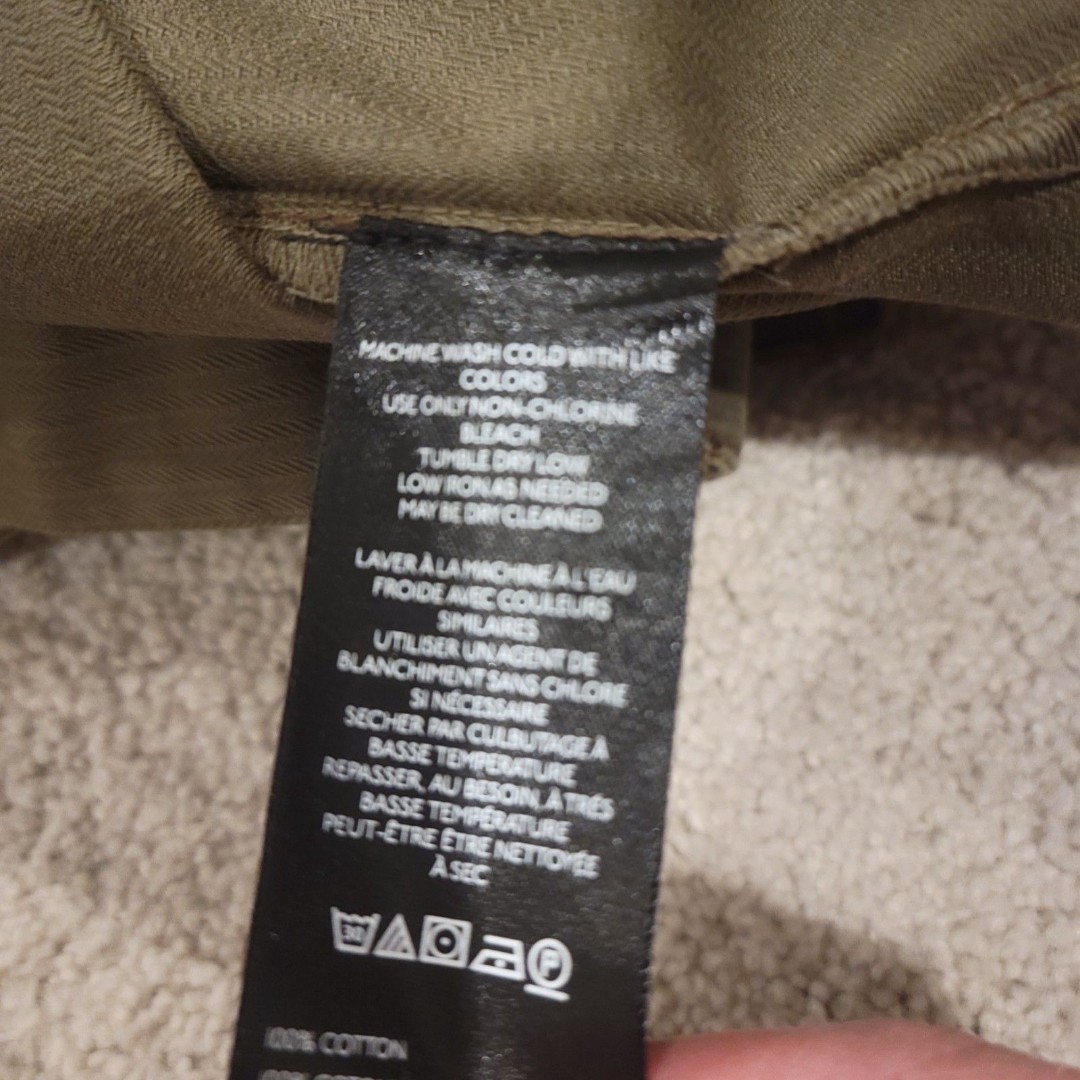 MACHINE WASH COLD WITH LIKE
COLORS
USE ONLY NON-CHLORINE
BLEACH
TUMBLE DRY LOW
LOW IRON AS NEEDED
MAY BE DRY CLEANED
LAVER À LA MACHINE À L'EAU
FROIDE AVEC COULEURS
SIMILAIRES
UTILISER UN AGENT DE
BLANCHIMENT SANS CHLORE
SI NÉCESSAIRE
SECHER PAR CULBUTAGE À
BASSE TEMPERATURE
REPASSER, AU BESOIN, À TRÉS
BASSE TEMPÉRATURE
PEUT-ÊTRE ÊTRE NETTOYÉE
À SEC
30 P
100% COTTON